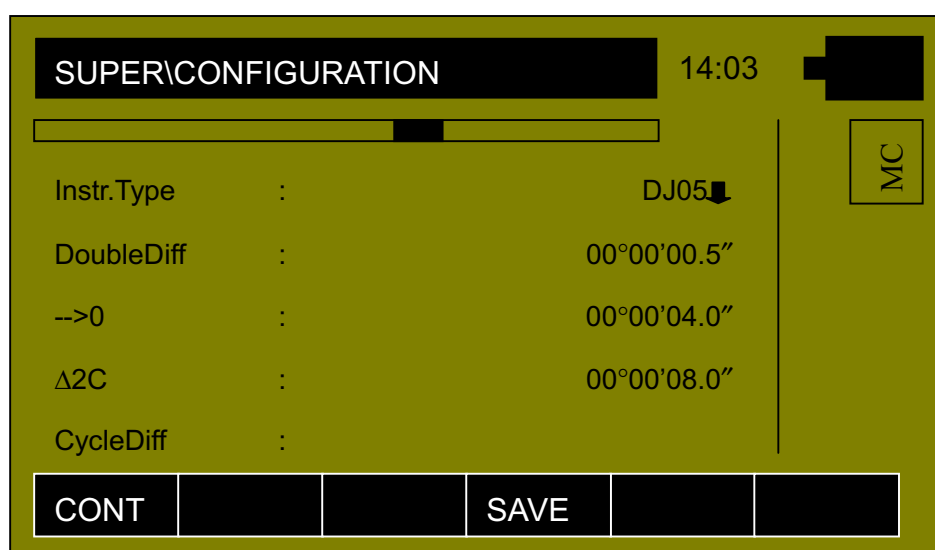 SUPER\CONFIGURATION 14:03
MC
Instr.Type : DJ05
DoubleDiff : 00°00’00.5″
-->0 : 00°00’04.0″
∆2C : 00°00’08.0″
CycleDiff :
CONT SAVE